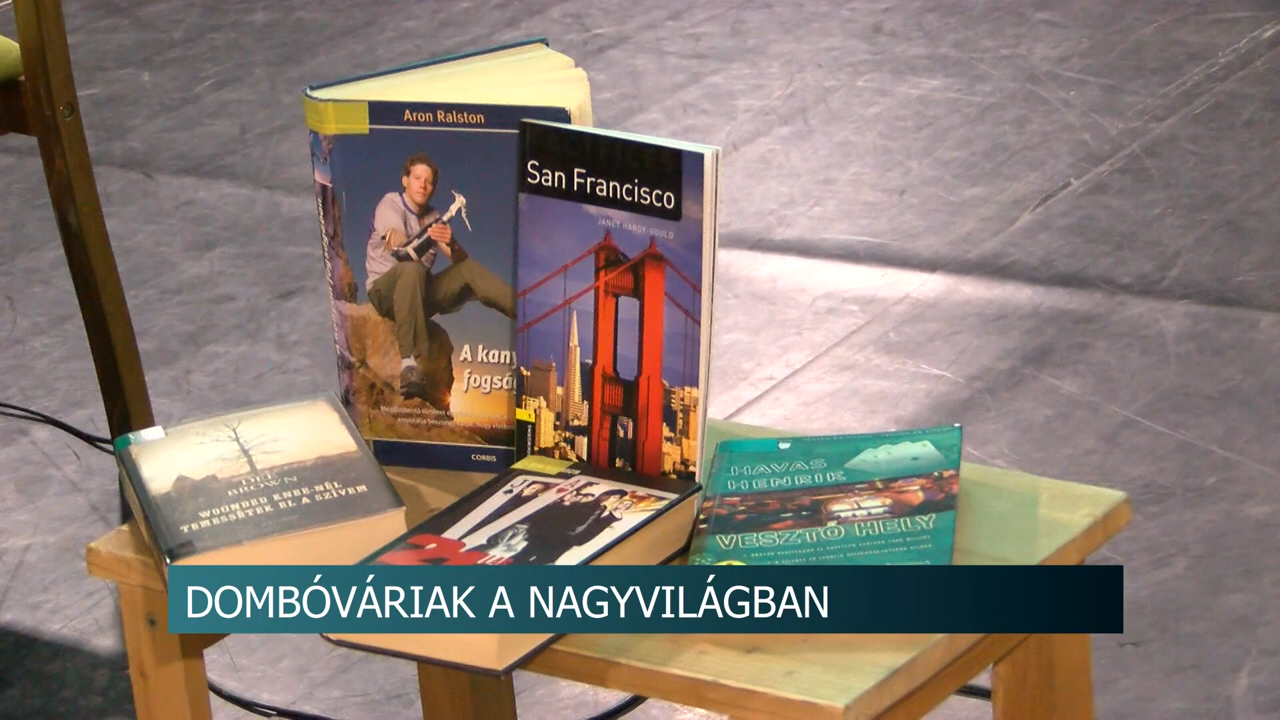 Aron Ralston
A
fogsá
CORBIS
San Francisco
JANET HARDY-GOULD
1
DEE
BROWN
WOUNDED KNEE-NÉL
TEMESSÉTEK EL A SZÍVEM
HAVAS
HENRIK
VESZTŐ HELY
DOMBÓVÁRIAK A NAGYVILÁGBAN